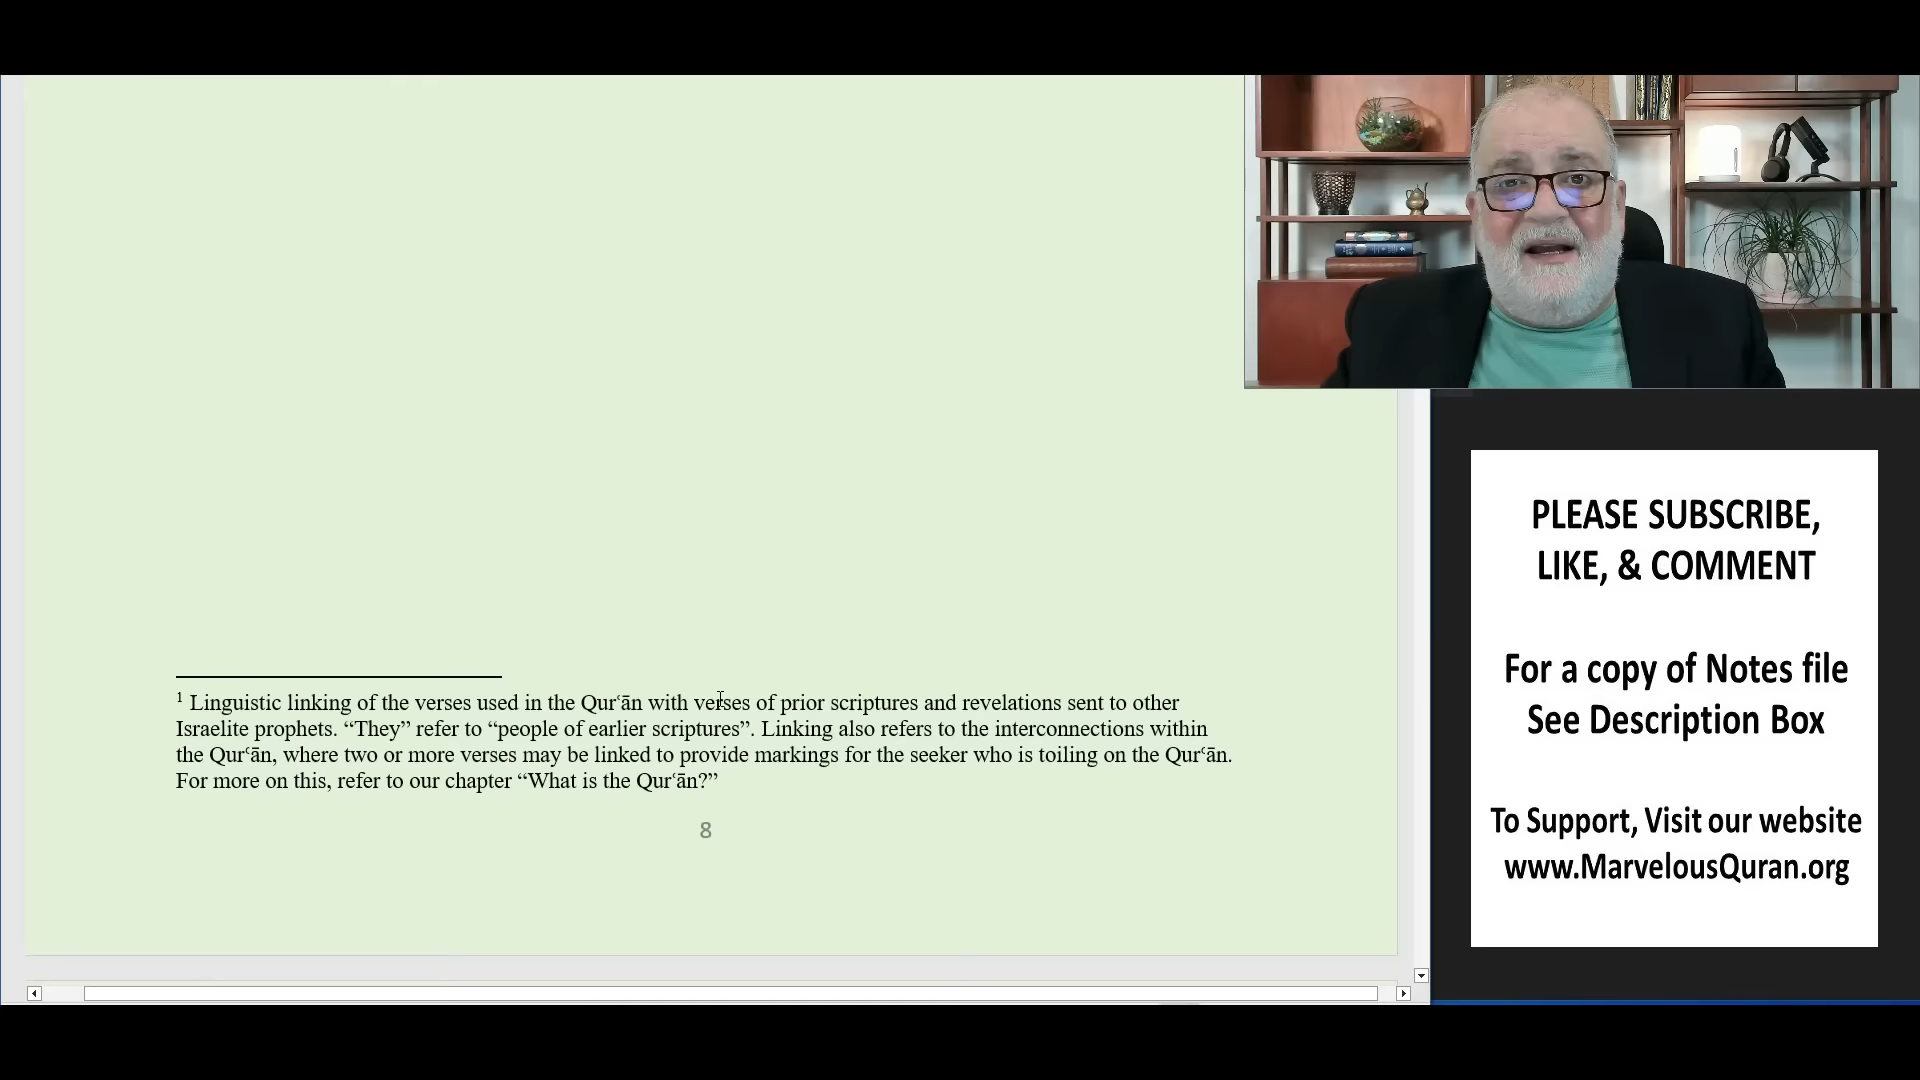 1 Linguistic linking of the verses used in the Qurʿān with verses of prior scriptures and revelations sent to other
Israelite prophets. “They” refer to “people of earlier scriptures”. Linking also refers to the interconnections within
the Qurʿān, where two or more verses may be linked to provide markings for the seeker who is toiling on the Qurʿān.
For more on this, refer to our chapter “What is the Qurʿān?”
8
PLEASE SUBSCRIBE,
LIKE, & COMMENT
For a copy of Notes file
See Description Box
To Support, Visit our website
www.MarvelousQuran.org